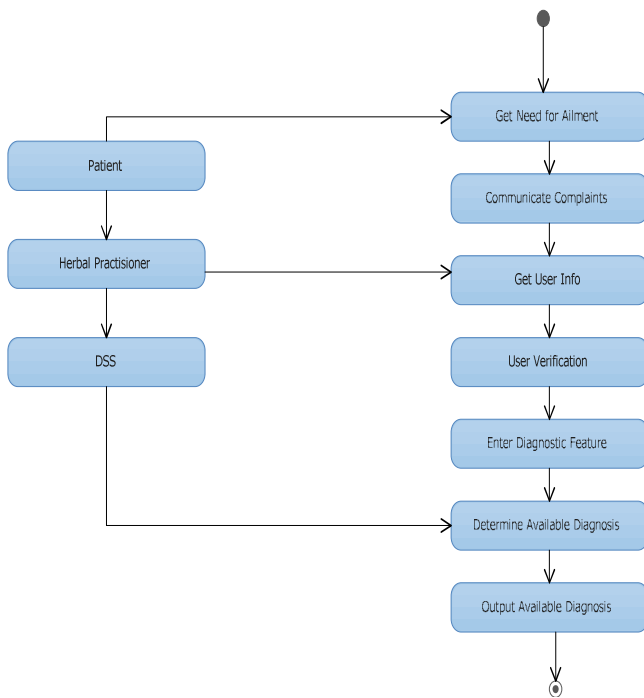 Get Need for Ailment
Patient
Communicate Complaints
Herbal Practisioner
Get User Info
DSS
User Verification
Enter Diagnostic Feature
Determine Available Diagnosis
Output Available Diagnosis